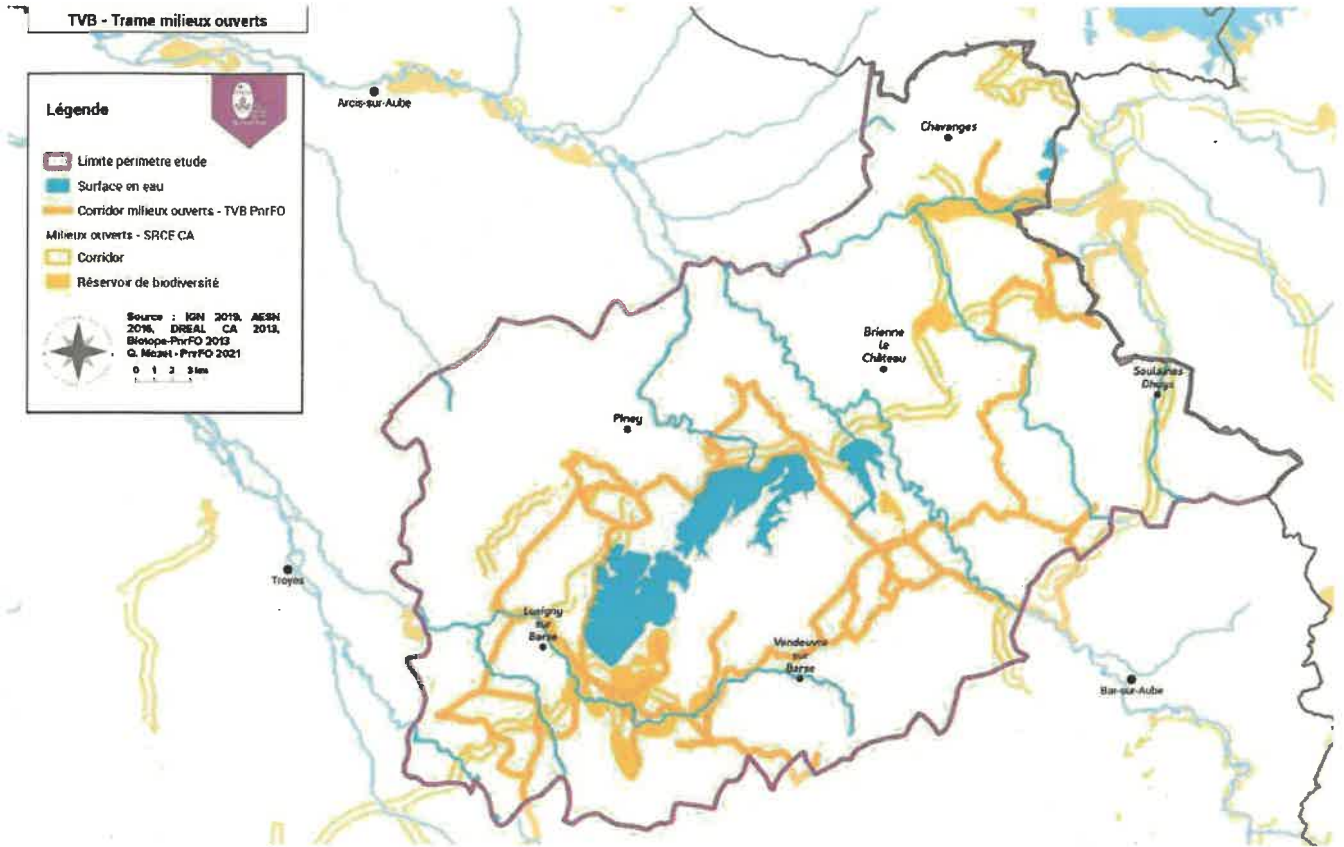 TVB - Trame milieux ouverts
Légende
Limite perimetre etude
Surface en eau
Corridor milieux ouverts - TVB PnrFO
Milieux ouverts - SRCE CA
Corridor
Réservoir de biodiversité
Source : IGN 2019, AESN
2016, DREAL CA 2013,
Biotope-PnrFO 2013
Q. Mozet - PnrFO 2021
0 1 2 3 km
Arcis-sur-Aube
Chavanges
Brienne
le
Château
Soulaines
Dhuys
Piney
Troyes
Lusigny
sur
Barse
Vendeuvre
sur
Barse
Bar-sur-Aube